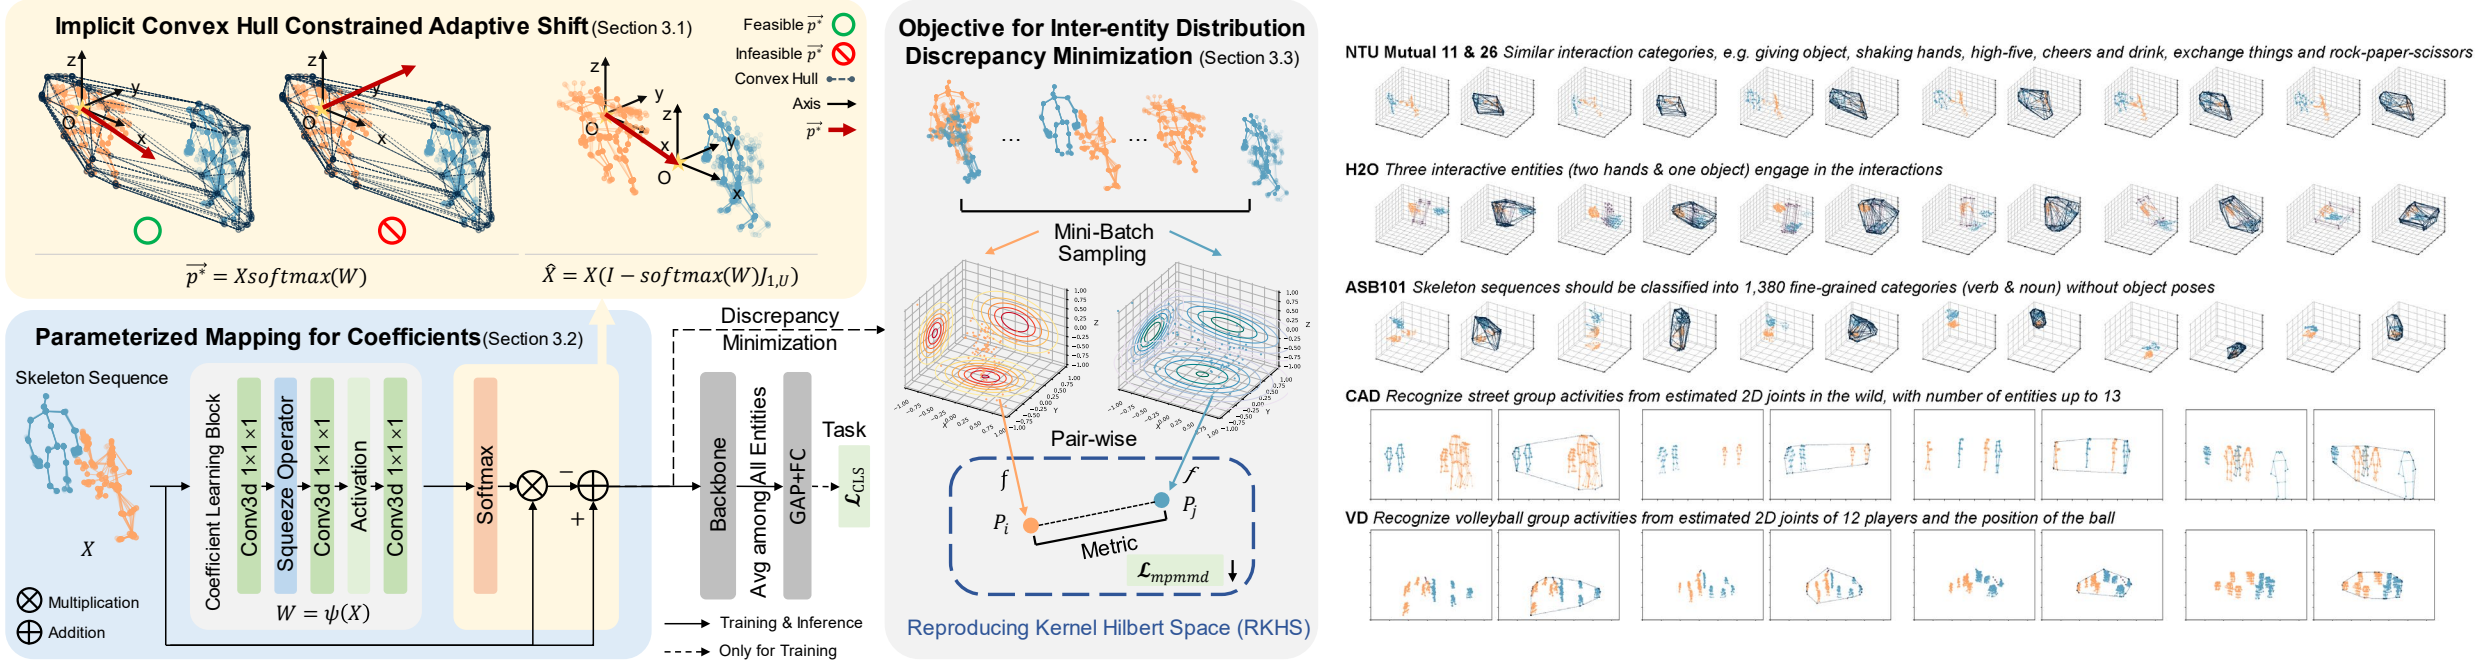 Implicit Convex Hull Constrained Adaptive Shift (Section 3.1)
Feasible p*
Infeasible p*
Convex Hull
Axis
p*
z
y
x
O
z
y
x
O
z
y
x
O
z
y
x
O
p* = Xsoftmax(W)
X̂ = X(I − softmax(W)J1,U)
Parameterized Mapping for Coefficients (Section 3.2)
Skeleton Sequence
X
Coefficient Learning Block
Conv3d 1×1×1
Squeeze Operator
Conv3d 1×1×1
Activation
Conv3d 1×1×1
W = ψ(X)
Softmax
−
+
Multiplication
Addition
Discrepancy
Minimization
Backbone
Avg among All Entities
GAP+FC
Task
ℒCLS
Training & Inference
Only for Training
Objective for Inter-entity Distribution
Discrepancy Minimization (Section 3.3)
... ...
Mini-Batch
Sampling
Pair-wise
f
f
Pi
Pj
Metric
ℒmpmmd
Reproducing Kernel Hilbert Space (RKHS)
NTU Mutual 11 & 26 Similar interaction categories, e.g. giving object, shaking hands, high-five, cheers and drink, exchange things and rock-paper-scissors
H2O Three interactive entities (two hands & one object) engage in the interactions
ASB101 Skeleton sequences should be classified into 1,380 fine-grained categories (verb & noun) without object poses
CAD Recognize street group activities from estimated 2D joints in the wild, with number of entities up to 13
VD Recognize volleyball group activities from estimated 2D joints of 12 players and the position of the ball